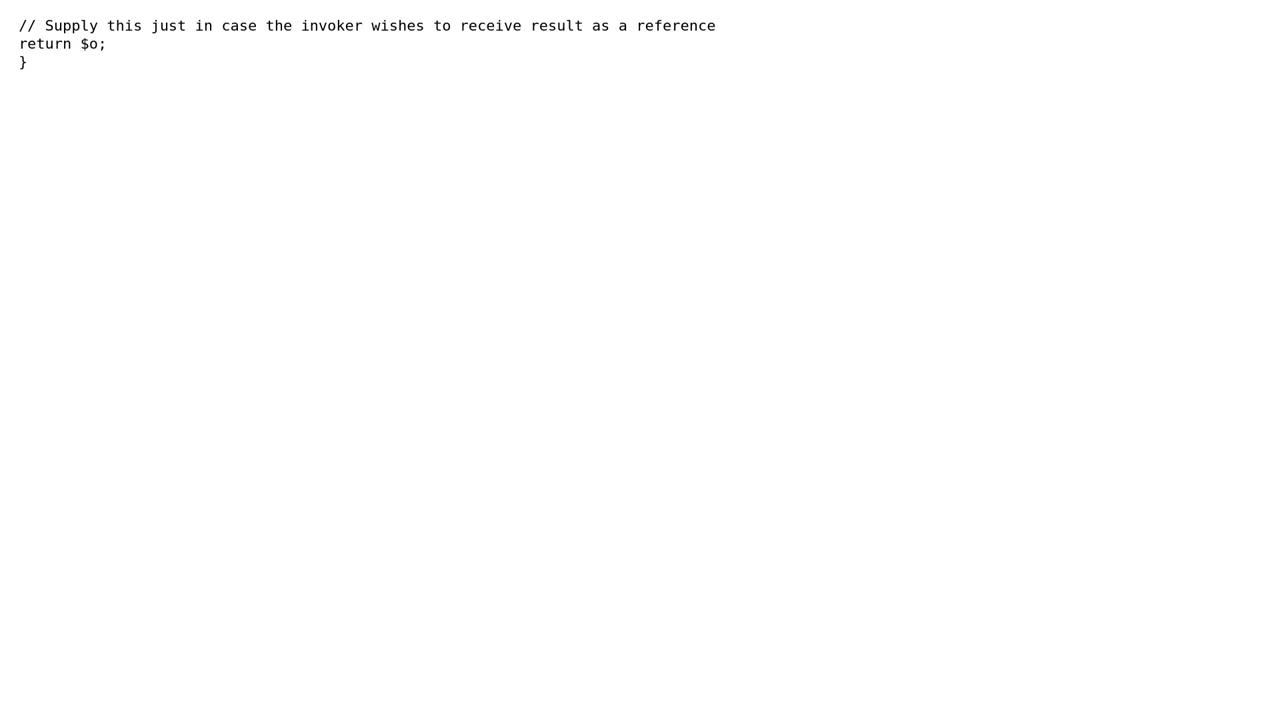 // Supply this just in case the invoker wishes to receive result as a reference
return $o;
}